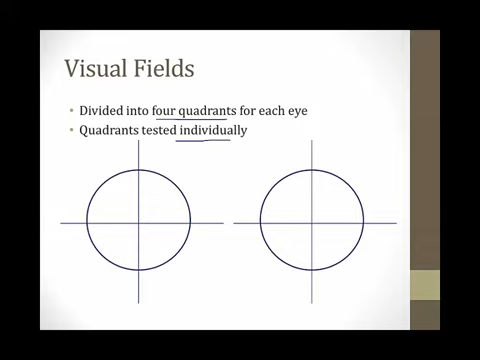 Visual Fields
• Divided into four quadrants for each eye
• Quadrants tested individually